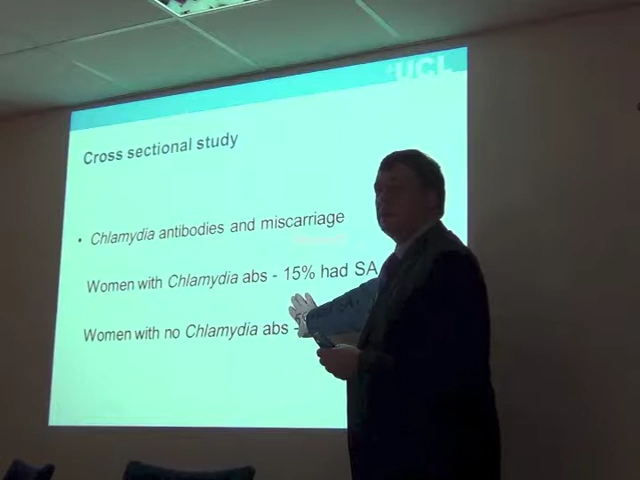 UCL
Cross sectional study
• Chlamydia antibodies and miscarriage
Women with Chlamydia abs - 15% had SA
Women with no Chlamydia abs -